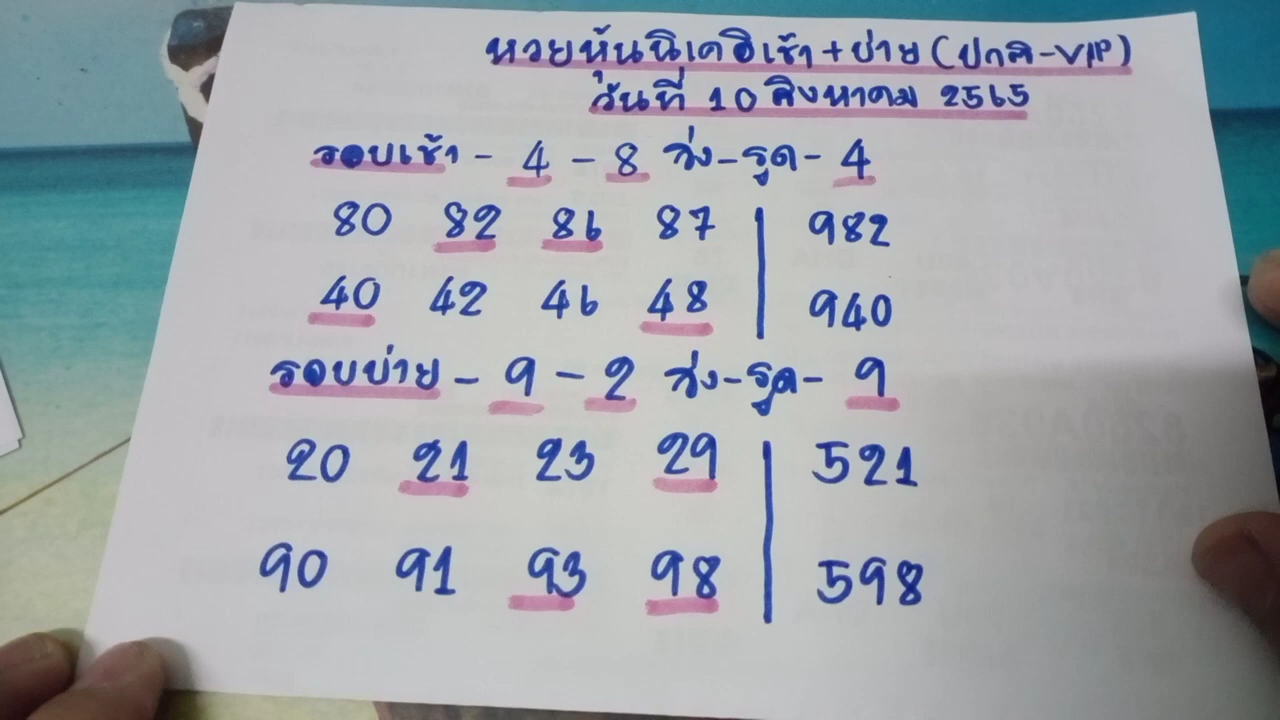 หวยหุ้นนิเคอิเช้า+บ่าย (ปกติ-VIP)
วันที่ 10 สิงหาคม 2565
รอบเช้า - 4 - 8 วิ่ง-รูด- 4
80 82 86 87 | 982
40 42 46 48 | 940
รอบบ่าย - 9 - 2 วิ่ง-รูด- 9
20 21 23 29 | 521
90 91 93 98 | 598